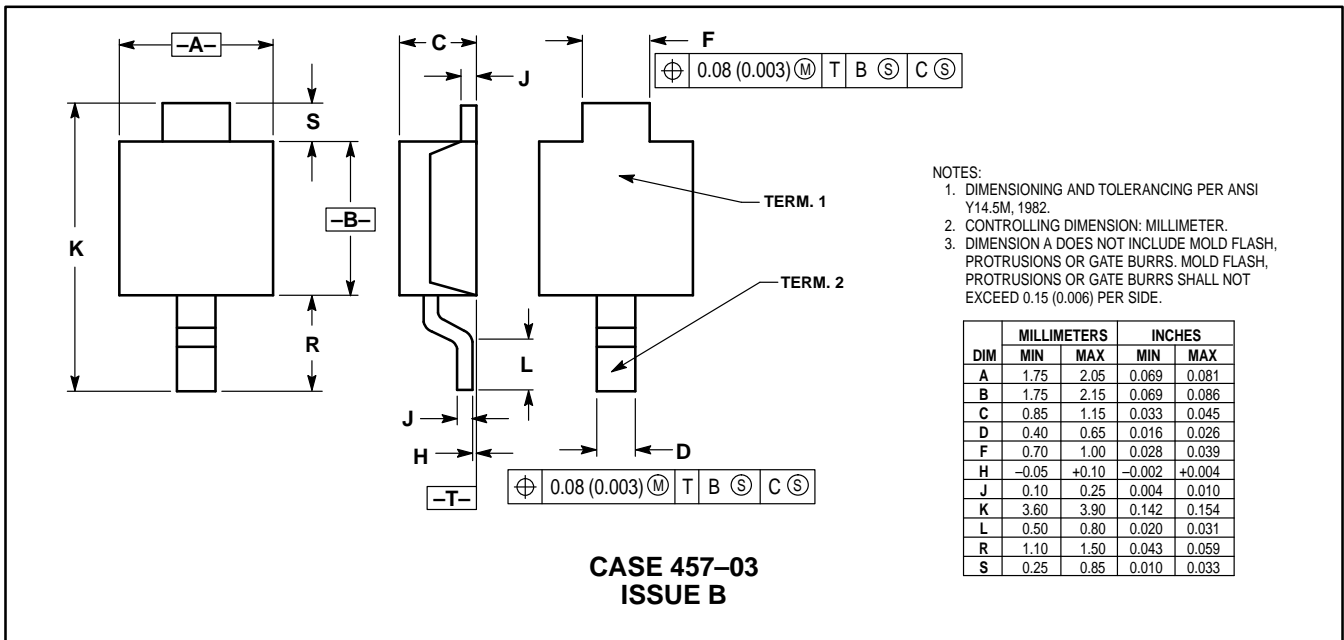 –A–
C
F
⌖ 0.08 (0.003) Ⓜ T B Ⓢ C Ⓢ
J
S
K
–B–
TERM. 1
TERM. 2
R
L
J
H
D
–T–
⌖ 0.08 (0.003) Ⓜ T B Ⓢ C Ⓢ
NOTES:
1. DIMENSIONING AND TOLERANCING PER ANSI
Y14.5M, 1982.
2. CONTROLLING DIMENSION: MILLIMETER.
3. DIMENSION A DOES NOT INCLUDE MOLD FLASH,
PROTRUSIONS OR GATE BURRS. MOLD FLASH,
PROTRUSIONS OR GATE BURRS SHALL NOT
EXCEED 0.15 (0.006) PER SIDE.
MILLIMETERS INCHES
DIM MIN MAX MIN MAX
A 1.75 2.05 0.069 0.081
B 1.75 2.15 0.069 0.086
C 0.85 1.15 0.033 0.045
D 0.40 0.65 0.016 0.026
F 0.70 1.00 0.028 0.039
H –0.05 +0.10 –0.002 +0.004
J 0.10 0.25 0.004 0.010
K 3.60 3.90 0.142 0.154
L 0.50 0.80 0.020 0.031
R 1.10 1.50 0.043 0.059
S 0.25 0.85 0.010 0.033
CASE 457–03
ISSUE B